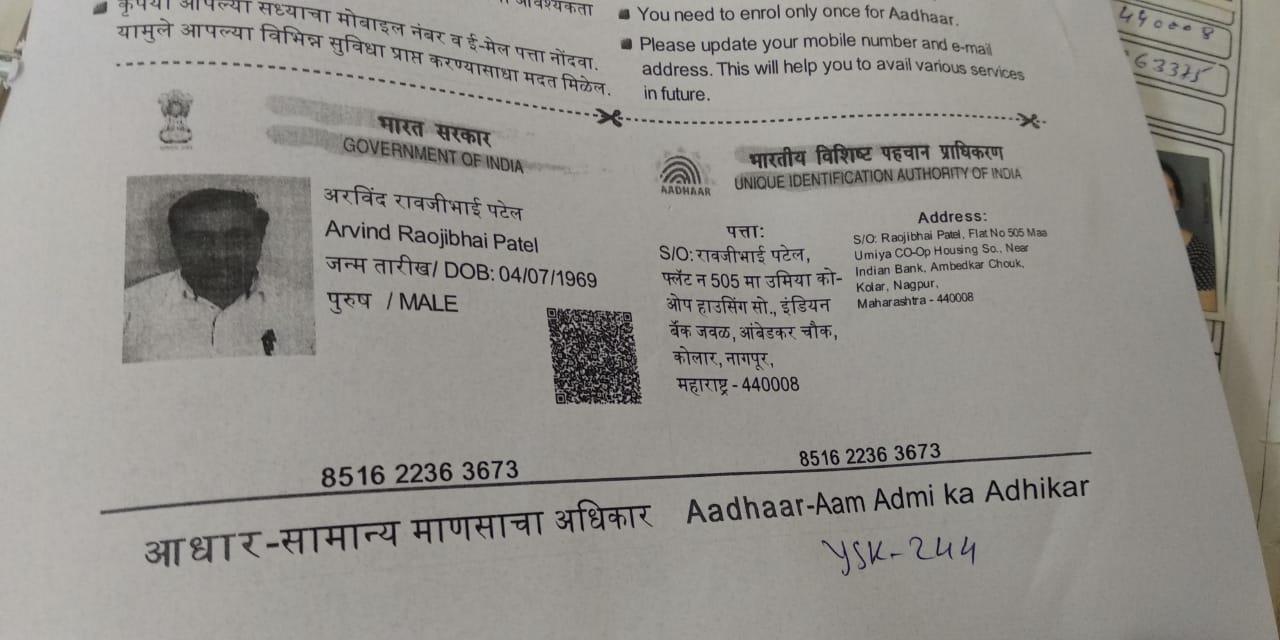 कृपया आपल्या सध्याचा मोबाइल नंबर व ई-मेल पत्ता नोंदवा.
यामुले आपल्या विभिन्न सुविधा प्राप्त करण्यासाधा मदत मिळेल.
You need to enrol only once for Aadhaar.
Please update your mobile number and e-mail
address. This will help you to avail various services
in future.
440008
63375
भारत सरकार
GOVERNMENT OF INDIA
अरविंद रावजीभाई पटेल
Arvind Raojibhai Patel
जन्म तारीख/ DOB: 04/07/1969
पुरुष / MALE
8516 2236 3673
AADHAAR
भारतीय विशिष्ट पहचान प्राधिकरण
UNIQUE IDENTIFICATION AUTHORITY OF INDIA
पत्ता:
S/O: रावजीभाई पटेल,
फ्लॅट न 505 मा उमिया को-
ओप हाउसिंग सो., इंडियन
बॅक जवळ, आंबेडकर चौक,
कोलार, नागपूर,
महाराष्ट्र - 440008
Address:
S/O: Raojibhai Patel, Flat No 505 Maa
Umiya CO-Op Housing So., Near
Indian Bank, Ambedkar Chouk,
Kolar, Nagpur,
Maharashtra - 440008
8516 2236 3673
आधार-सामान्य माणसाचा अधिकार
Aadhaar-Aam Admi ka Adhikar
YSK-244